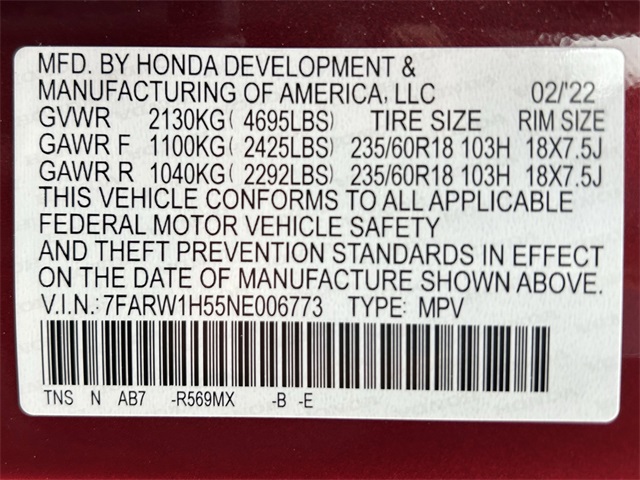 MFD. BY HONDA DEVELOPMENT &
MANUFACTURING OF AMERICA, LLC 02/'22
GVWR 2130KG( 4695LBS) TIRE SIZE RIM SIZE
GAWR F 1100KG( 2425LBS) 235/60R18 103H 18X7.5J
GAWR R 1040KG( 2292LBS) 235/60R18 103H 18X7.5J
THIS VEHICLE CONFORMS TO ALL APPLICABLE
FEDERAL MOTOR VEHICLE SAFETY
AND THEFT PREVENTION STANDARDS IN EFFECT
ON THE DATE OF MANUFACTURE SHOWN ABOVE.
V.I.N.: 7FARW1H55NE006773 TYPE: MPV
TNS N AB7 -R569MX -B -E